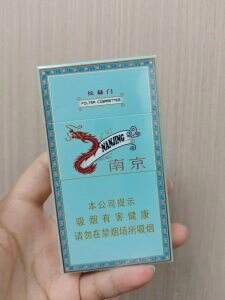 炫赫门
FILTER CIGARETTES
NANJING
南京
本公司提示
吸烟有害健康
请勿在禁烟场所吸烟